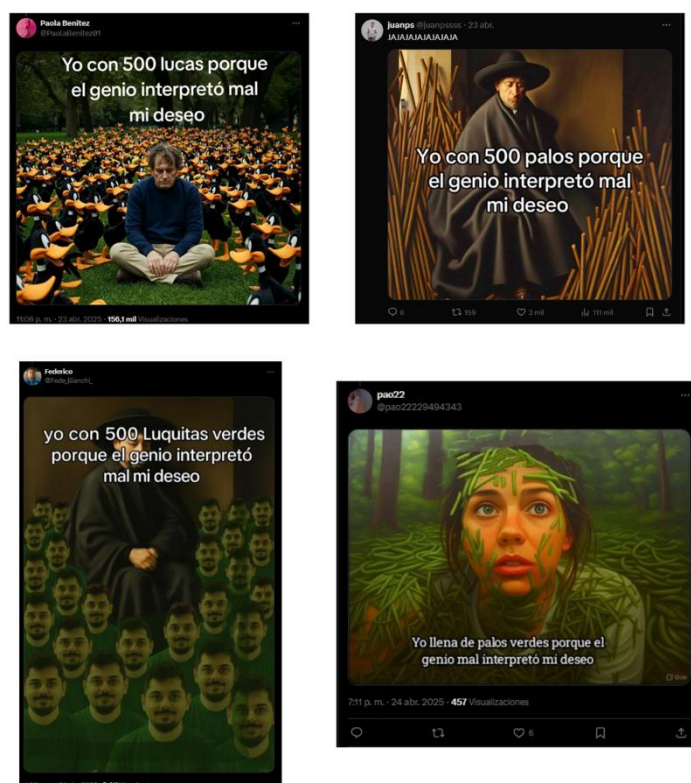 Paola Benitez
@PaolaBenitez01
Yo con 500 lucas porque
el genio interpretó mal
mi deseo
11:06 p. m. · 23 abr. 2025 · 156,1 mil Visualizaciones
juanps @juanpssss · 23 abr.
JAJAJAJAJAJAJAJA
Yo con 500 palos porque
el genio interpretó mal
mi deseo
159
3 mil
111 mil
Federico
@Fede_Bianchi_
yo con 500 Luquitas verdes
porque el genio interpretó
mal mi deseo
pao22
@pao22229494343
Yo llena de palos verdes porque el
genio mal interpretó mi deseo
7:11 p. m. · 24 abr. 2025 · 457 Visualizaciones
6